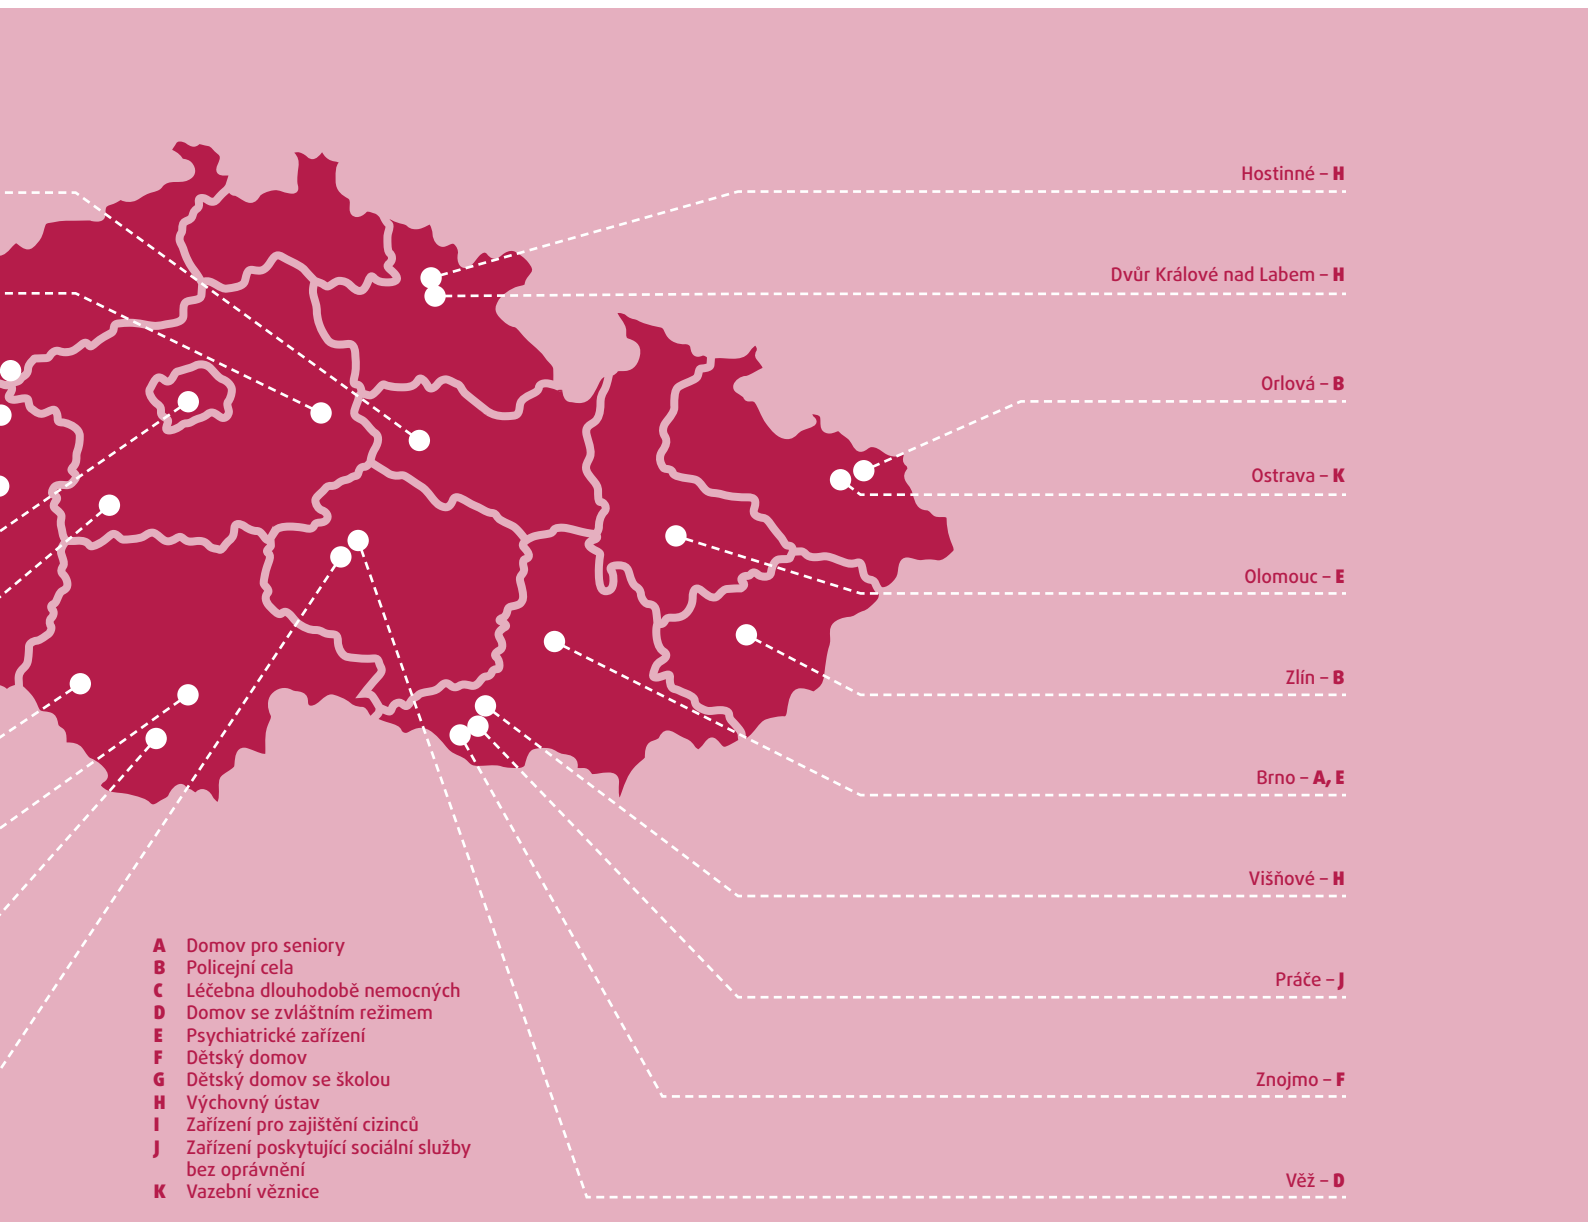 Hostinné – H
Dvůr Králové nad Labem – H
Orlová – B
Ostrava – K
Olomouc – E
Zlín – B
Brno – A, E
Višňové – H
Práče – J
Znojmo – F
Věž – D
A Domov pro seniory
B Policejní cela
C Léčebna dlouhodobě nemocných
D Domov se zvláštním režimem
E Psychiatrické zařízení
F Dětský domov
G Dětský domov se školou
H Výchovný ústav
I Zařízení pro zajištění cizinců
J Zařízení poskytující sociální služby
bez oprávnění
K Vazební věznice